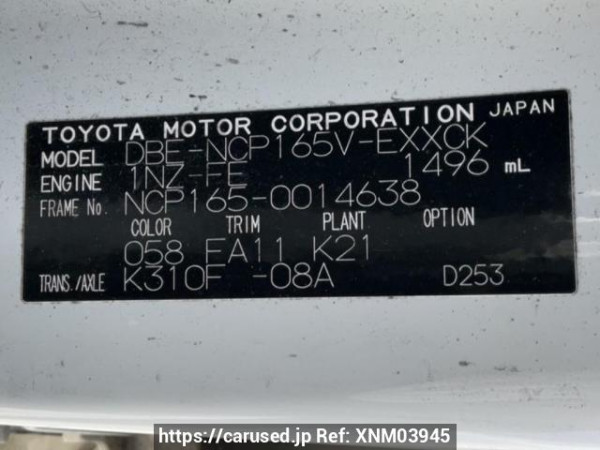 TOYOTA MOTOR CORPORATION JAPAN
MODEL DBE-NCP165V-EXXCK
ENGINE 1NZ-FE 1496 mL
FRAME No. NCP165-0014638
COLOR TRIM PLANT OPTION
058 FA11 K21
TRANS./AXLE K310F -08A D253
https://carused.jp Ref: XNM03945